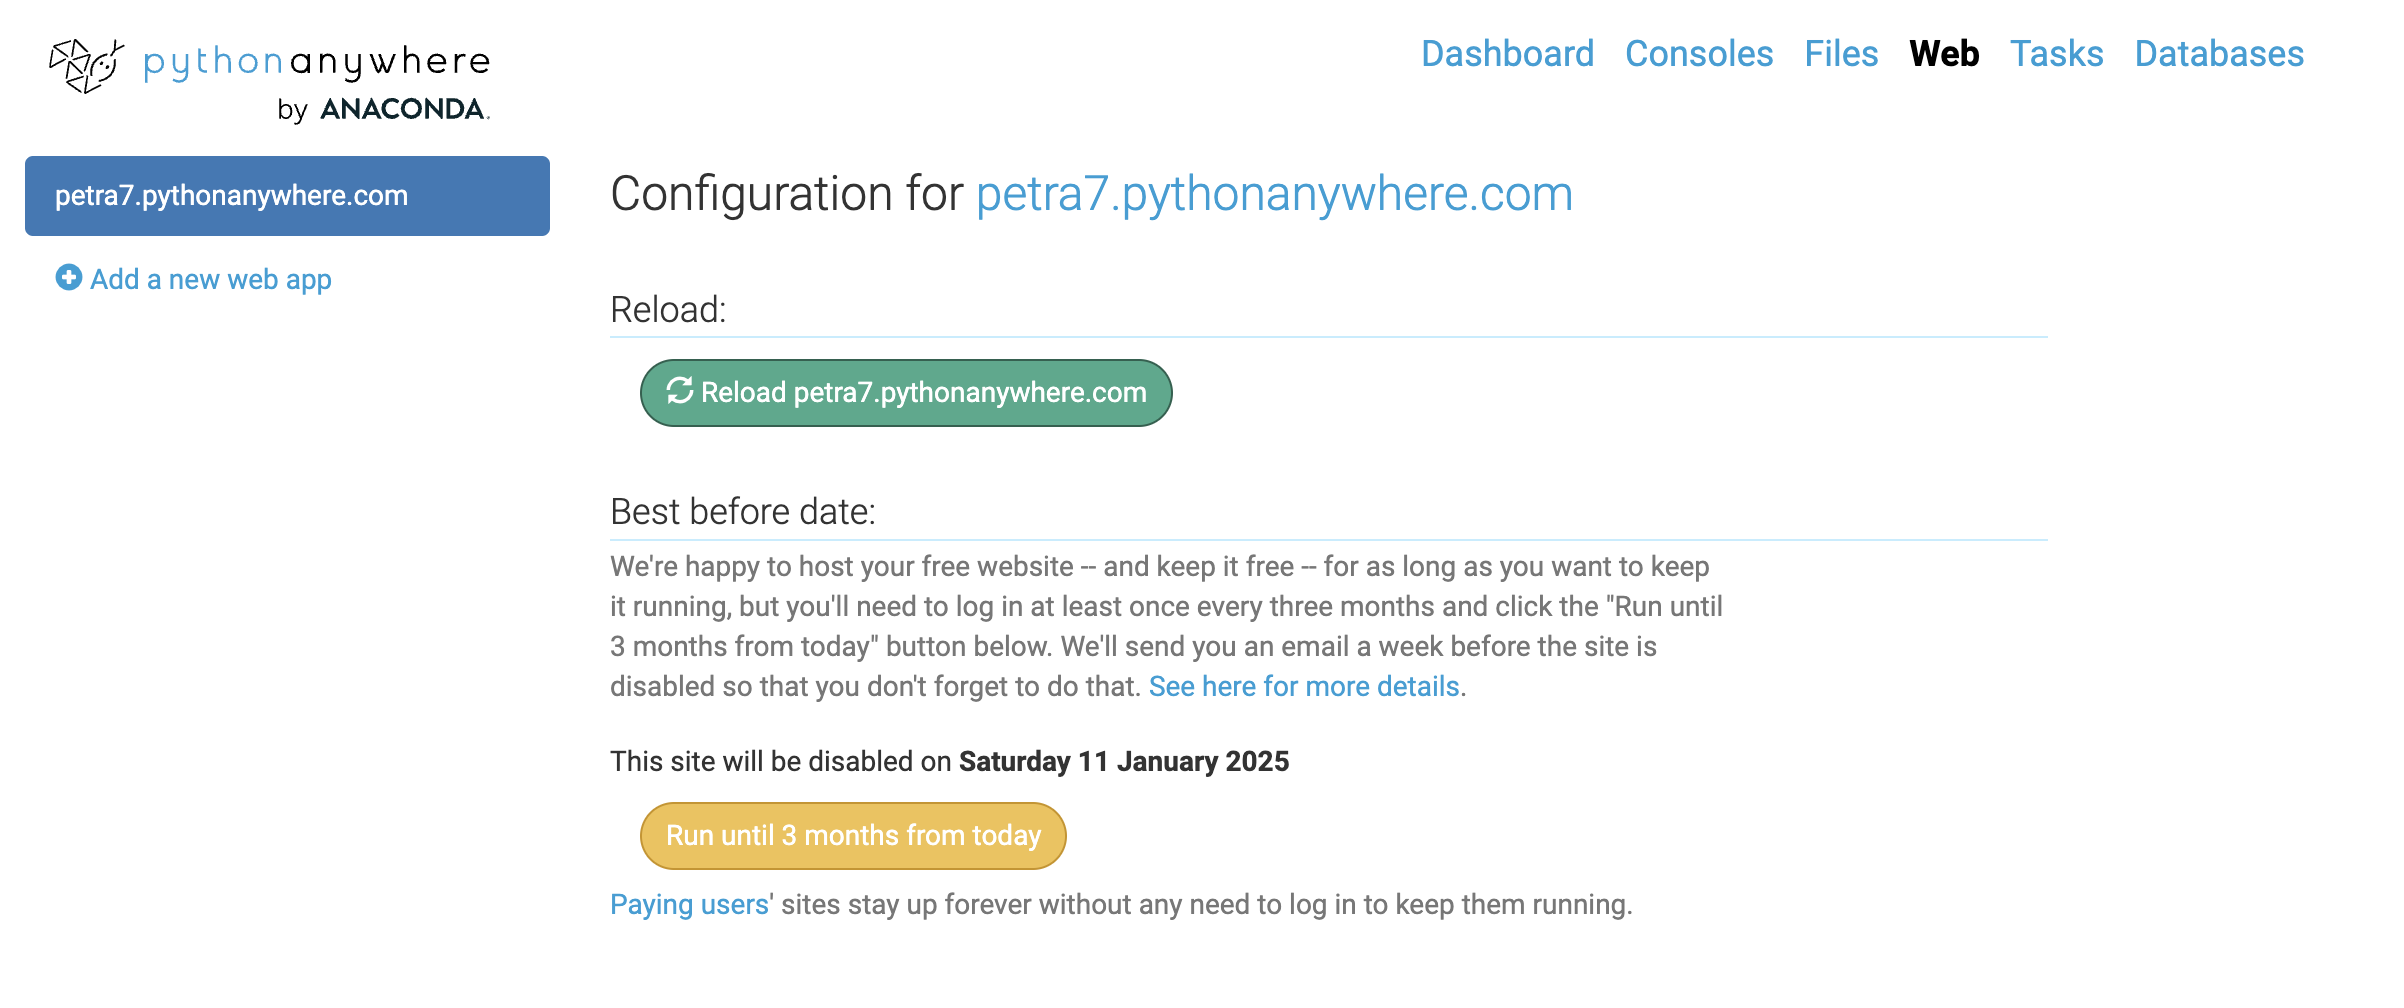 pythonanywhere
by ANACONDA.
Dashboard Consoles Files Web Tasks Databases
petra7.pythonanywhere.com
Add a new web app
Configuration for petra7.pythonanywhere.com
Reload:
Reload petra7.pythonanywhere.com
Best before date:
We're happy to host your free website -- and keep it free -- for as long as you want to keep
it running, but you'll need to log in at least once every three months and click the "Run until
3 months from today" button below. We'll send you an email a week before the site is
disabled so that you don't forget to do that. See here for more details.
This site will be disabled on Saturday 11 January 2025
Run until 3 months from today
Paying users' sites stay up forever without any need to log in to keep them running.